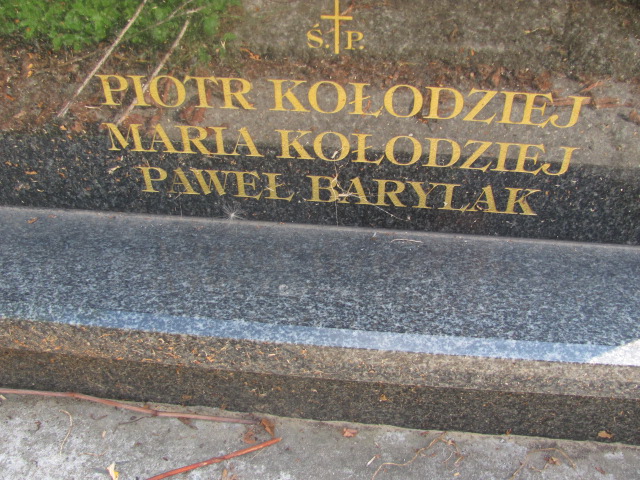 Ś. P.
PIOTR KOŁODZIEJ
MARIA KOŁODZIEJ
PAWEŁ BARYLAK